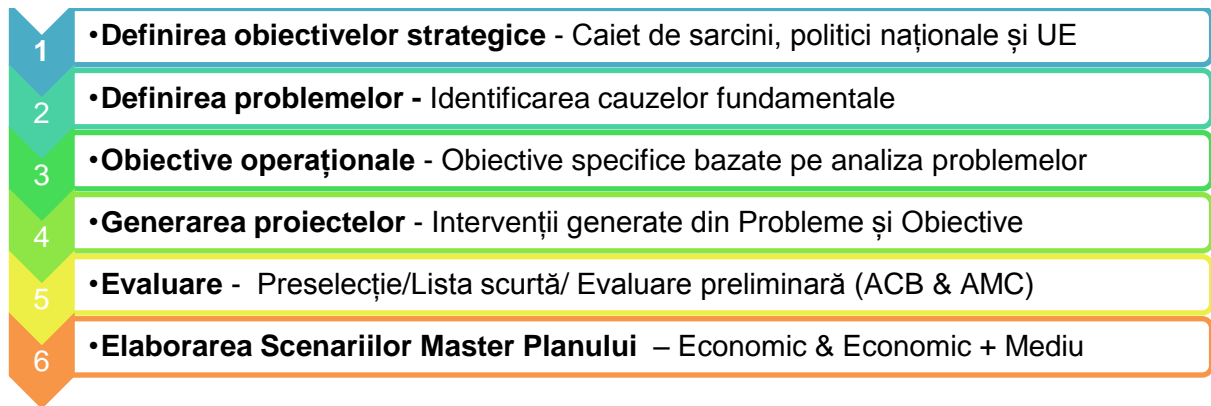 1 •Definirea obiectivelor strategice - Caiet de sarcini, politici naționale și UE
2 •Definirea problemelor - Identificarea cauzelor fundamentale
3 •Obiective operaționale - Obiective specifice bazate pe analiza problemelor
4 •Generarea proiectelor - Intervenții generate din Probleme și Obiective
5 •Evaluare - Preselecție/Lista scurtă/ Evaluare preliminară (ACB & AMC)
6 •Elaborarea Scenariilor Master Planului – Economic & Economic + Mediu